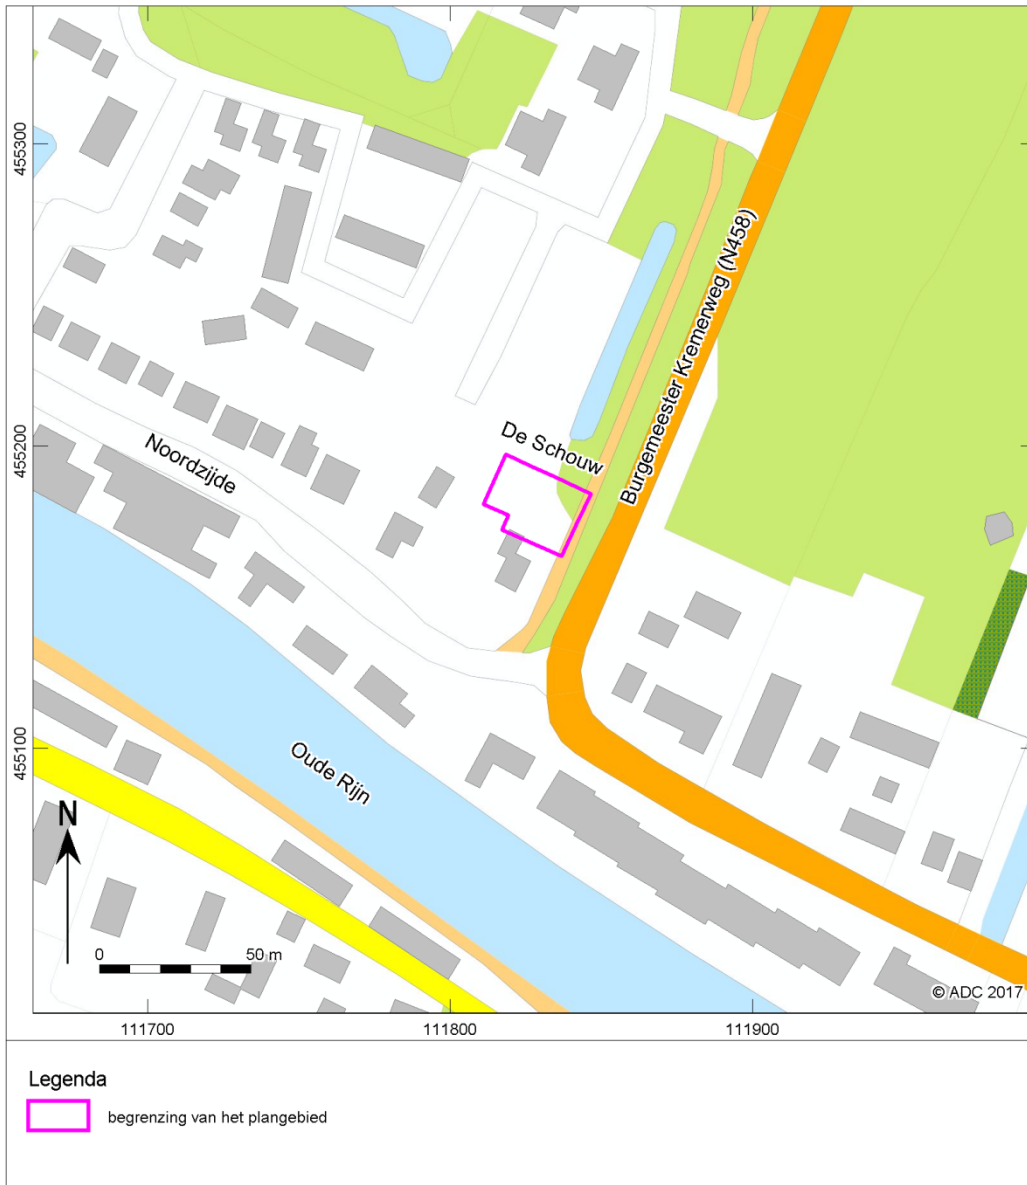 455300
455200
455100
Burgemeester Kremerweg (N458)
De Schouw
Noordzijde
Oude Rijn
N
0 50 m
© ADC 2017
111700 111800 111900
Legenda
begrenzing van het plangebied